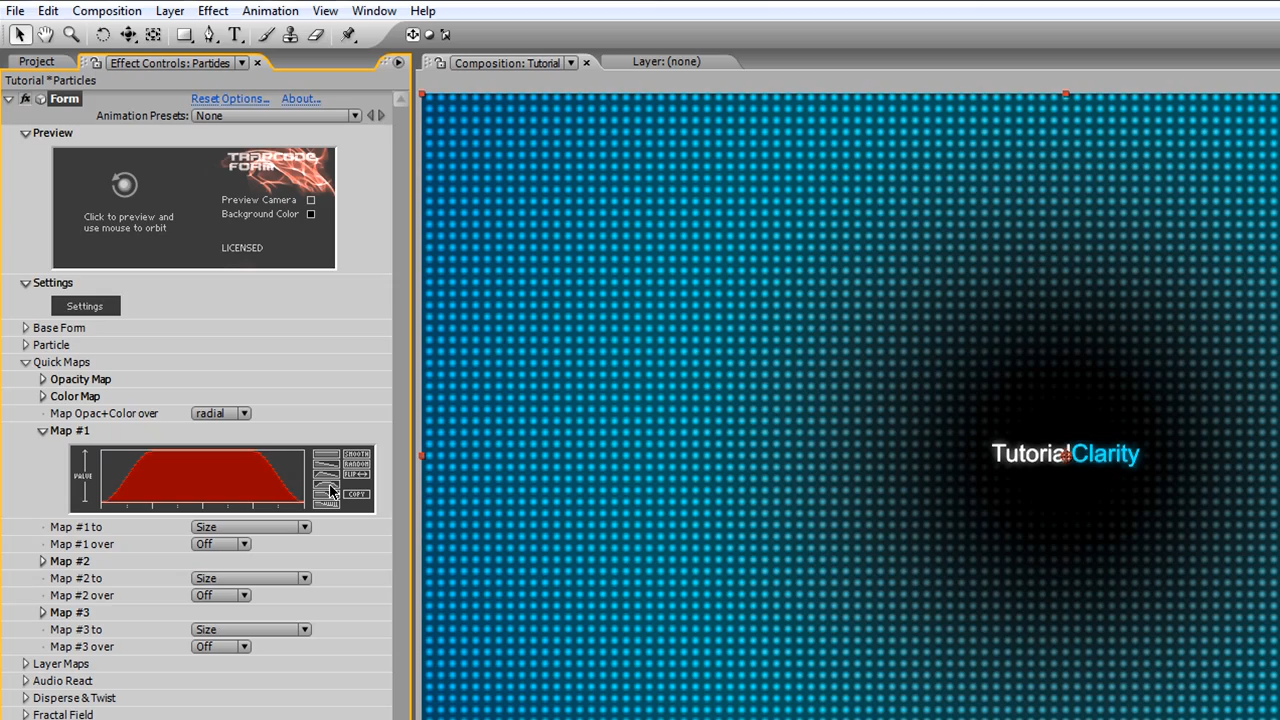 File Edit Composition Layer Effect Animation View Window Help
Project Effect Controls: Particles Composition: Tutorial Layer: (none)
Tutorial *Particles
fx Form Reset Options... About...
Animation Presets: None
Preview
TRAPCODE
FORM
Preview Camera
Background Color
Click to preview and
use mouse to orbit
LICENSED
Settings
Settings
Base Form
Particle
Quick Maps
Opacity Map
Color Map
Map Opac+Color over radial
Map #1
SMOOTH
RANDOM
FLIP
COPY
Map #1 to Size
Map #1 over Off
Map #2
Map #2 to Size
Map #2 over Off
Map #3
Map #3 to Size
Map #3 over Off
Layer Maps
Audio React
Disperse & Twist
Fractal Field
TutorialClarity